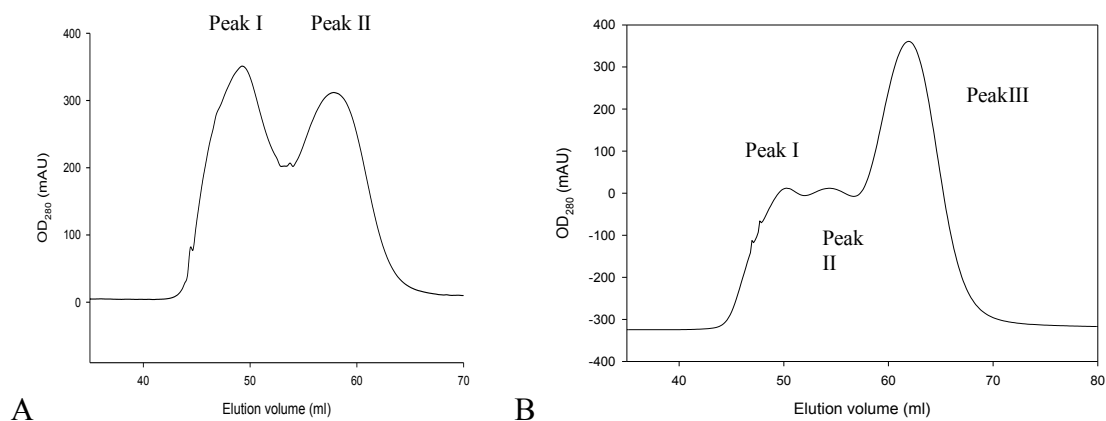 Peak I Peak II
400
300
200
100
0
OD280 (mAU)
40 50 60 70
Elution volume (ml)
A
400
300
200
100
0
-100
-200
-300
-400
OD280 (mAU)
PeakIII
Peak I
Peak
II
40 50 60 70 80
Elution volume (ml)
B